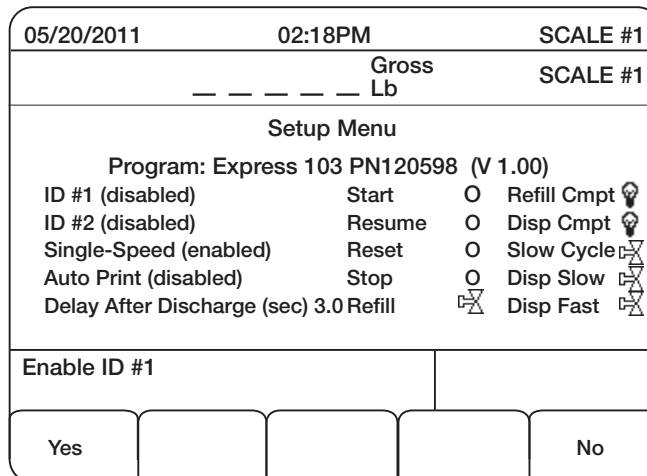 05/20/2011 02:18PM SCALE #1
Gross SCALE #1
_ _ _ _ _ Lb
Setup Menu
Program: Express 103 PN120598 (V 1.00)
ID #1 (disabled) Start O Refill Cmpt
ID #2 (disabled) Resume O Disp Cmpt
Single-Speed (enabled) Reset O Slow Cycle
Auto Print (disabled) Stop O Disp Slow
Delay After Discharge (sec) 3.0 Refill Disp Fast
Enable ID #1
Yes No